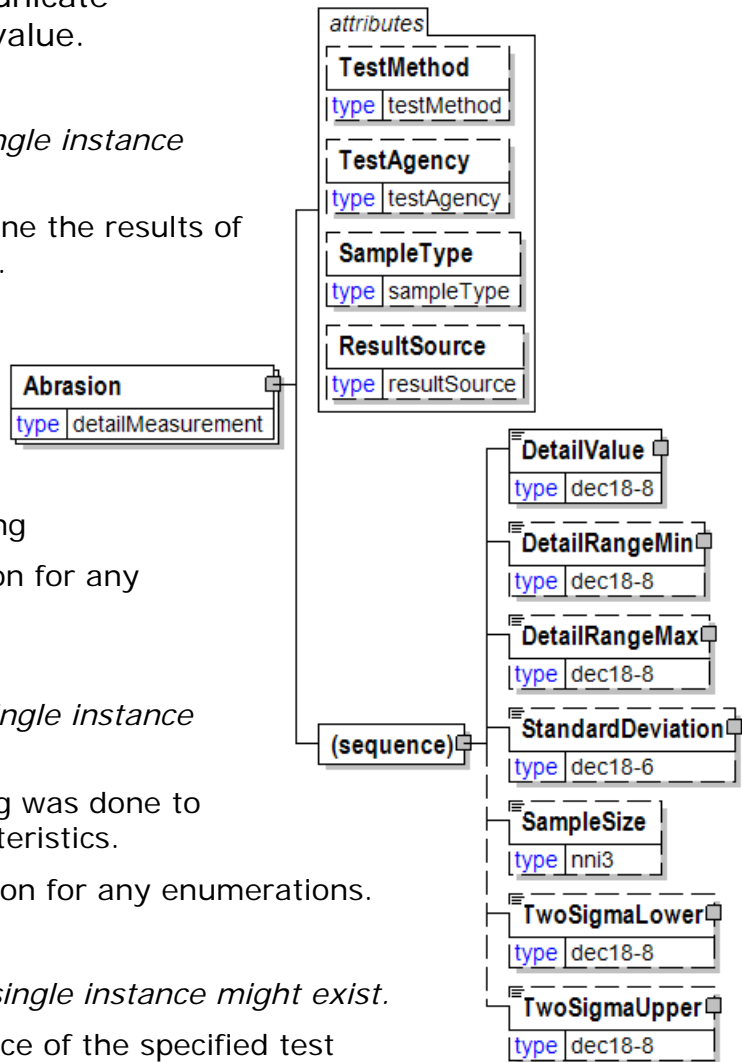 unicate
value.
ngle instance
ne the results of
.
ng
on for any
ingle instance
g was done to
teristics.
on for any enumerations.
single instance might exist.
ce of the specified test
attributes
TestMethod
type testMethod
TestAgency
type testAgency
SampleType
type sampleType
ResultSource
type resultSource
Abrasion
type detailMeasurement
(sequence)
DetailValue
type dec18-8
DetailRangeMin
type dec18-8
DetailRangeMax
type dec18-8
StandardDeviation
type dec18-6
SampleSize
type nni3
TwoSigmaLower
type dec18-8
TwoSigmaUpper
type dec18-8